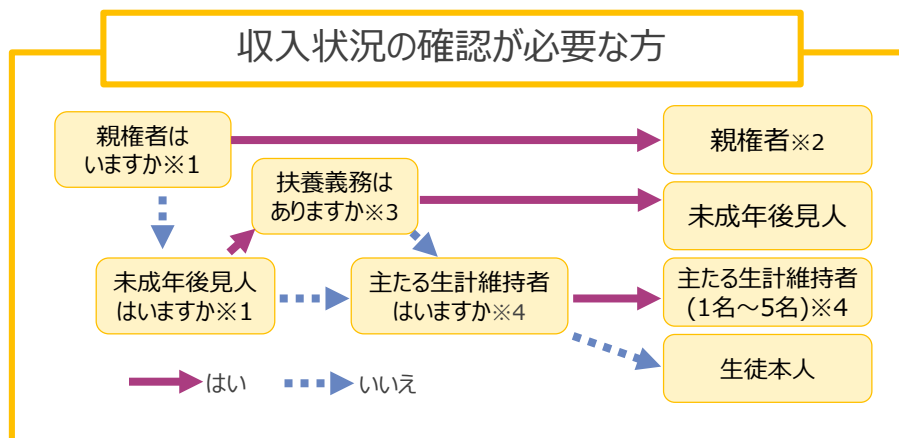 収入状況の確認が必要な方
親権者は
いますか※1
親権者※2
扶養義務は
ありますか※3
未成年後見人
未成年後見人
はいますか※1
主たる生計維持者
はいますか※4
主たる生計維持者
(1名～5名)※4
生徒本人
はい
いいえ